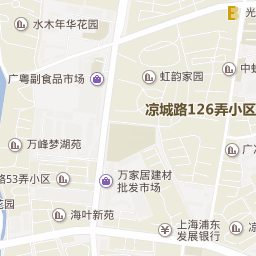 光
水木年华花园
中虹
广粤副食品市场
虹韵家园
凉城路126弄小区
万峰梦湖苑
广
路53弄小区
万家居建材
批发市场
花园
海叶新苑
上海浦东
发展银行